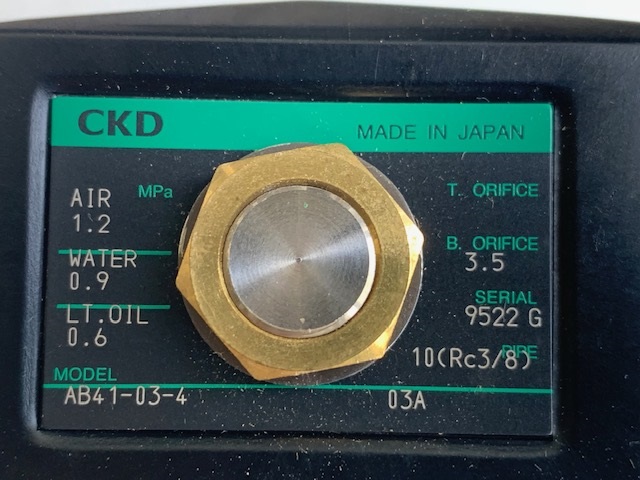 CKD
MADE IN JAPAN
AIR MPa
1.2
WATER
0.9
LT.OIL
0.6
T. ORIFICE
B. ORIFICE
3.5
SERIAL
9522 G
PIPE
10(Rc3/8)
MODEL
AB41-03-4 03A